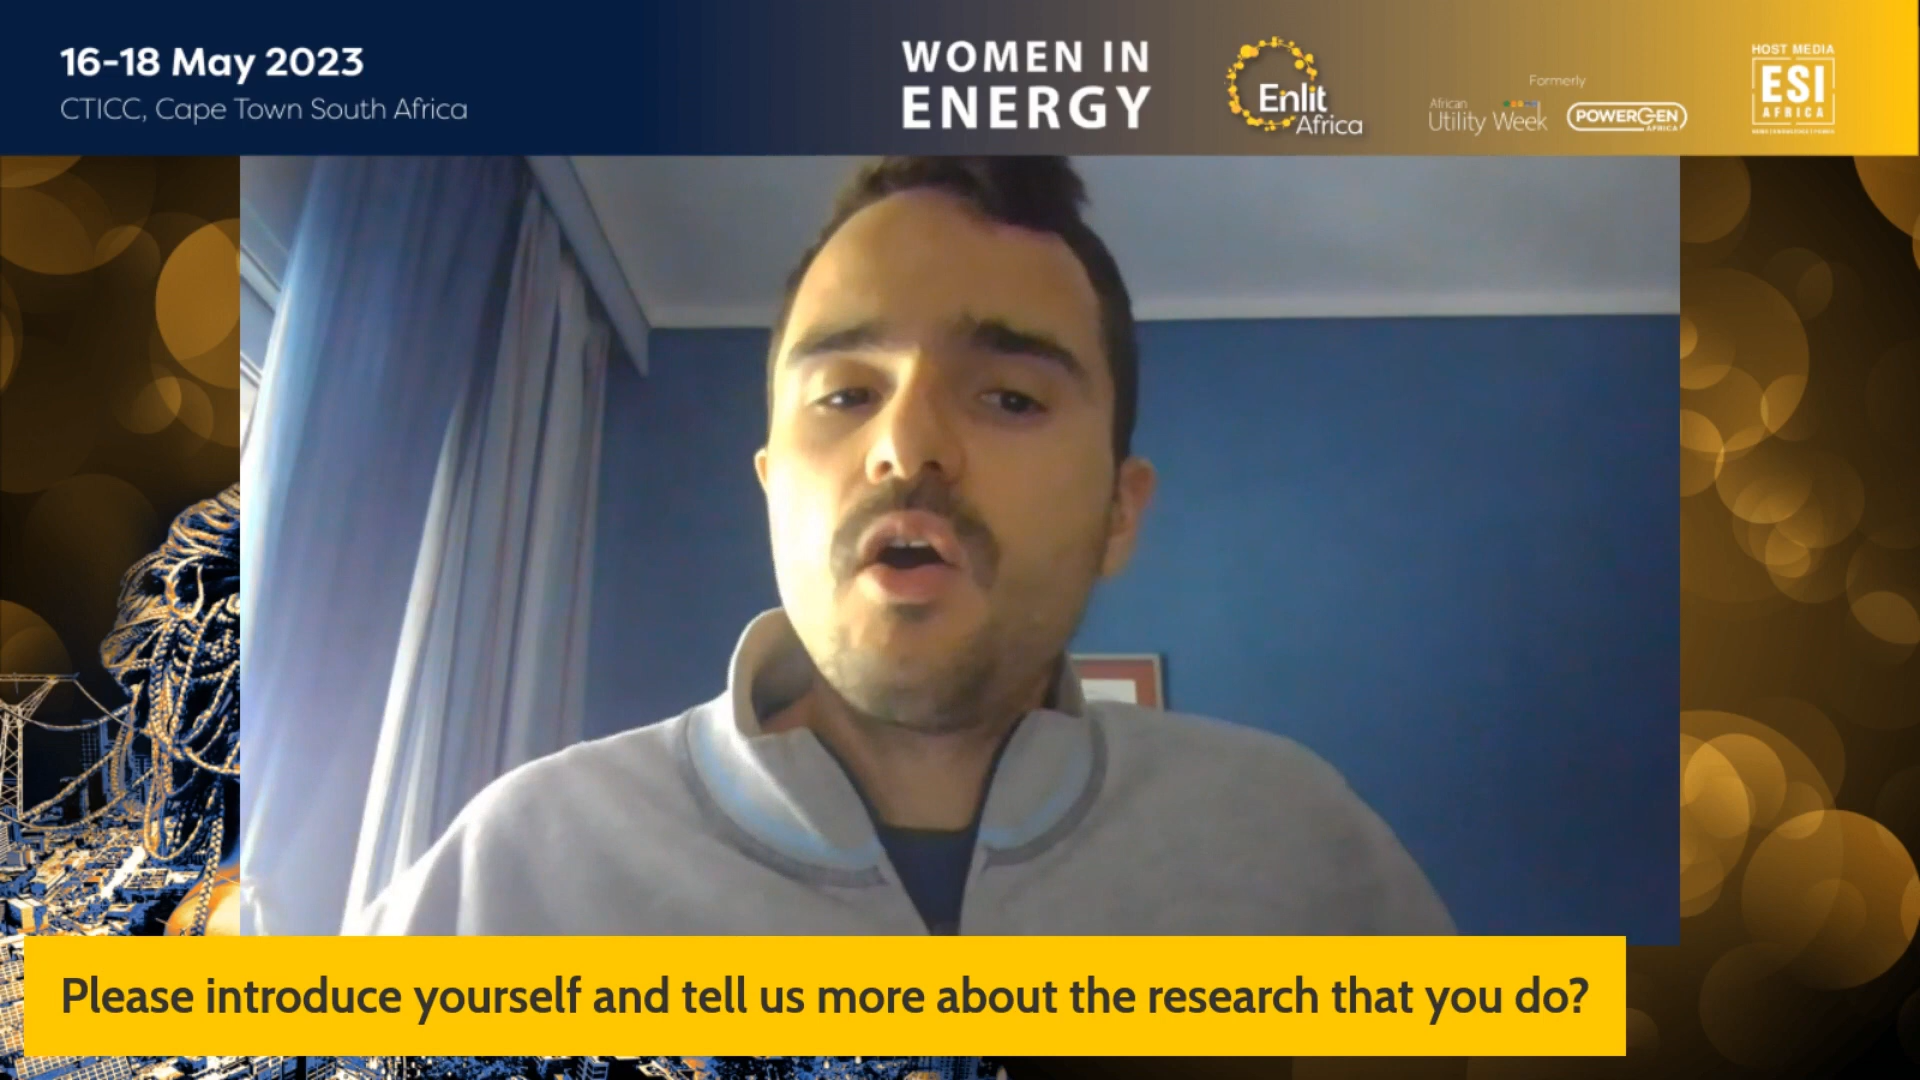 16-18 May 2023
CTICC, Cape Town South Africa
WOMEN IN
ENERGY
Enlit
Africa
Formerly
African
Utility Week
POWERGEN
AFRICA
HOST MEDIA
ESI
AFRICA
Please introduce yourself and tell us more about the research that you do?